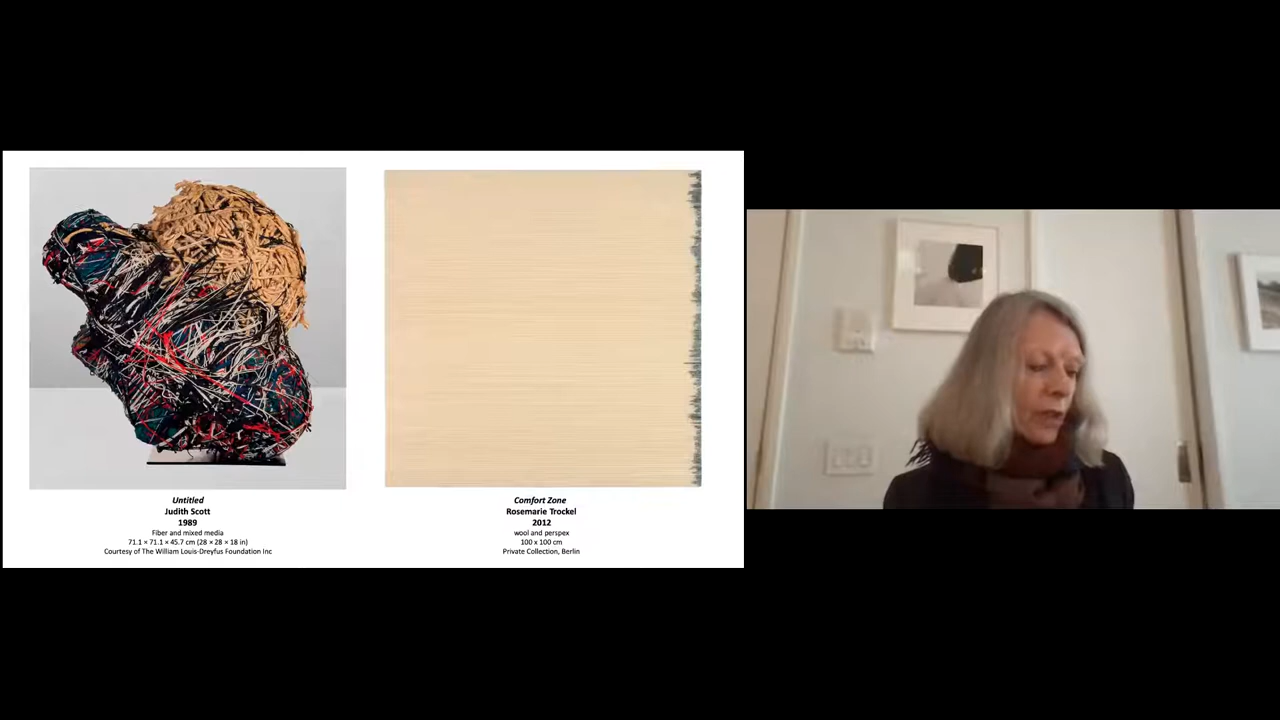 Untitled
Judith Scott
1989
Fiber and mixed media
71.1 × 71.1 × 45.7 cm (28 × 28 × 18 in)
Courtesy of The William Louis-Dreyfus Foundation Inc
Comfort Zone
Rosemarie Trockel
2012
wool and perspex
100 x 100 cm
Private Collection, Berlin